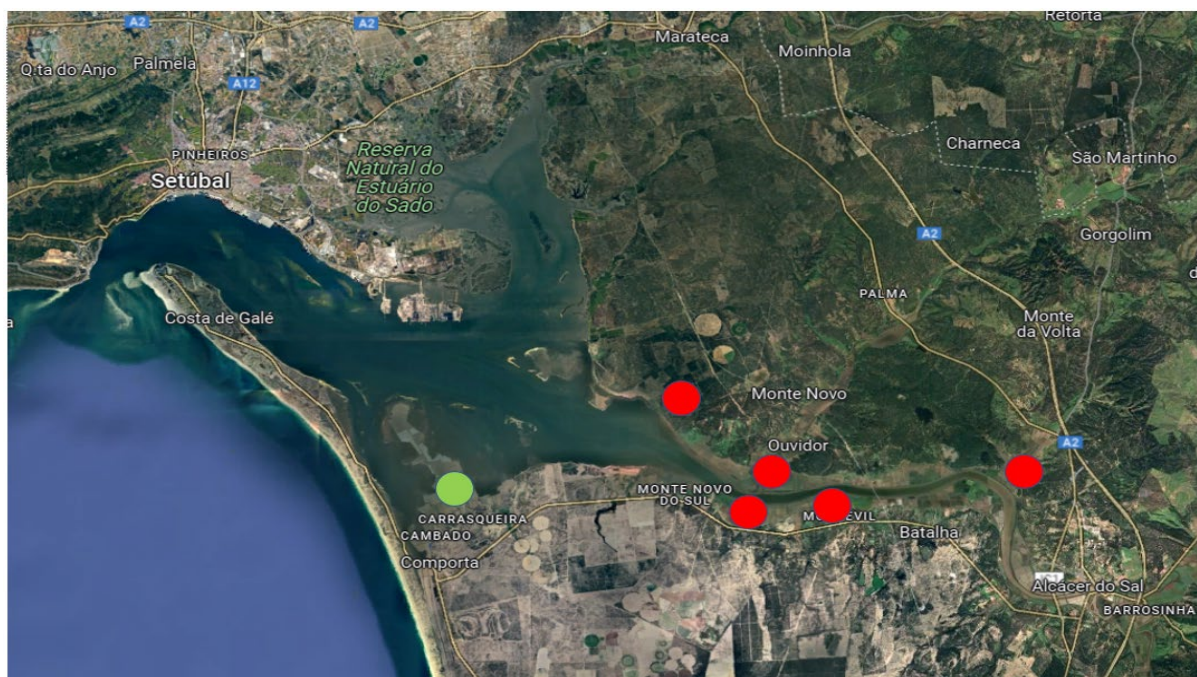 A2
A2
Retorta
Marateca
Moinhola
Q.ta do Anjo
Palmela
A12
Charneca
PINHEIROS
Reserva
Natural do
Estuário
do Sado
São Martinho
Setúbal
A2
Gorgolim
PALMA
Costa de Galé
Monte
da Volta
Monte Novo
Ouvidor
A2
MONTE NOVO
DO SUL
CARRASQUEIRA
CAMBADO
Batalha
Comporta
Alcácer do Sal
BARROSINHA